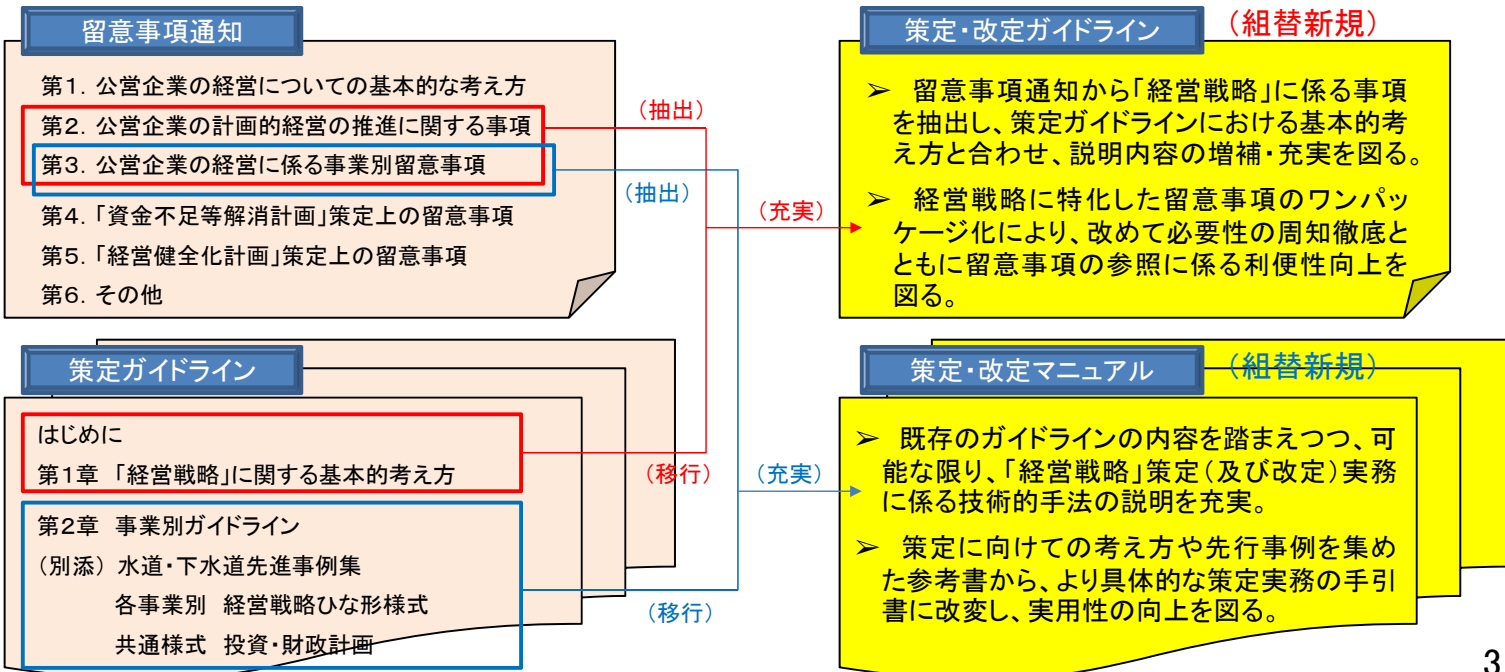 留意事項通知
第1．公営企業の経営についての基本的な考え方
第2．公営企業の計画的経営の推進に関する事項
第3．公営企業の経営に係る事業別留意事項
第4．「資金不足等解消計画」策定上の留意事項
第5．「経営健全化計画」策定上の留意事項
第6．その他
（抽出）
（抽出）
（充実）
策定・改定ガイドライン
（組替新規）
➢ 留意事項通知から「経営戦略」に係る事項
を抽出し、策定ガイドラインにおける基本的考
え方と合わせ、説明内容の増補・充実を図る。
➢ 経営戦略に特化した留意事項のワンパッ
ケージ化により、改めて必要性の周知徹底と
ともに留意事項の参照に係る利便性向上を
図る。
策定ガイドライン
はじめに
第1章 「経営戦略」に関する基本的考え方
第2章 事業別ガイドライン
（別添） 水道・下水道先進事例集
各事業別 経営戦略ひな形様式
共通様式 投資・財政計画
（移行）
（充実）
（移行）
策定・改定マニュアル
（組替新規）
➢ 既存のガイドラインの内容を踏まえつつ、可
能な限り、「経営戦略」策定（及び改定）実務
に係る技術的手法の説明を充実。
➢ 策定に向けての考え方や先行事例を集め
た参考書から、より具体的な策定実務の手引
書に改変し、実用性の向上を図る。
3